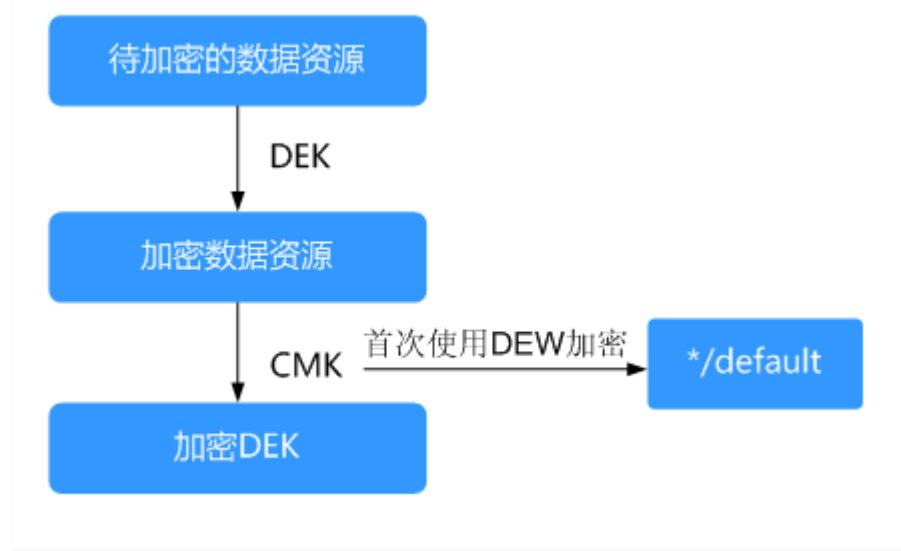 待加密的数据资源
DEK
加密数据资源
CMK
首次使用DEW加密
*/default
加密DEK